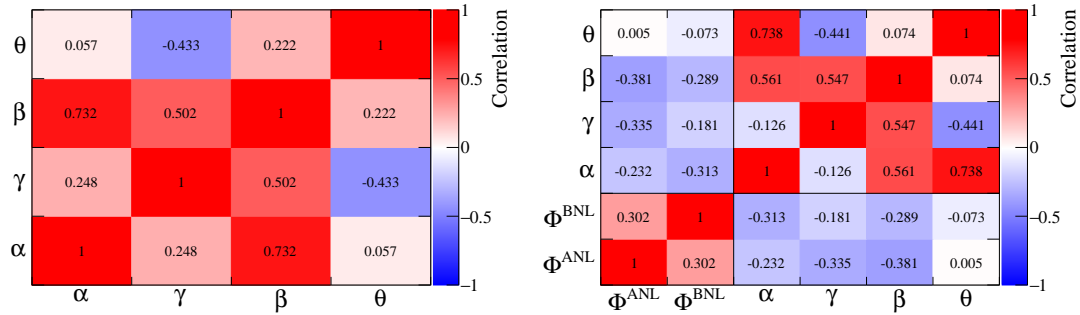 θ 0.057 -0.433 0.222 1
β 0.732 0.502 1 0.222
γ 0.248 1 0.502 -0.433
α 1 0.248 0.732 0.057
α γ β θ
1
0.5
0
−0.5
−1
Correlation
θ 0.005 -0.073 0.738 -0.441 0.074 1
β -0.381 -0.289 0.561 0.547 1 0.074
γ -0.335 -0.181 -0.126 1 0.547 -0.441
α -0.232 -0.313 1 -0.126 0.561 0.738
Φ^BNL 0.302 1 -0.313 -0.181 -0.289 -0.073
Φ^ANL 1 0.302 -0.232 -0.335 -0.381 0.005
Φ^ANL Φ^BNL α γ β θ
1
0.5
0
−0.5
−1
Correlation